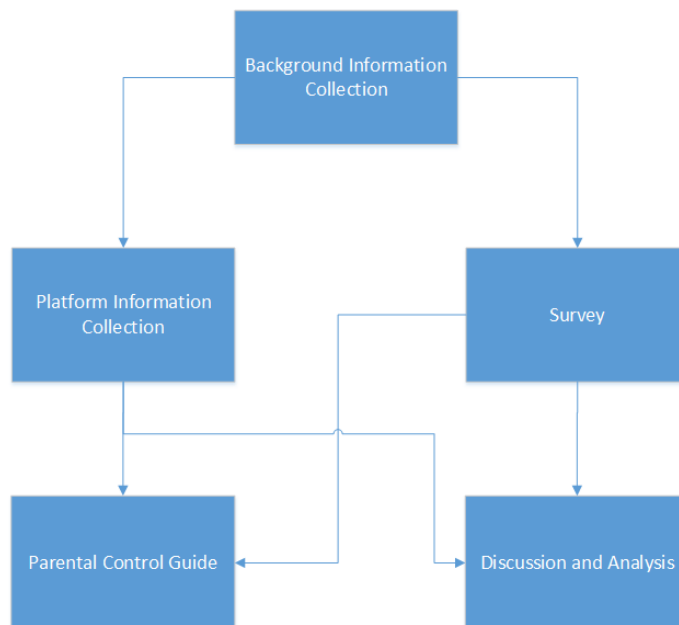 Background Information
Collection
Platform Information
Collection
Survey
Parental Control Guide
Discussion and Analysis